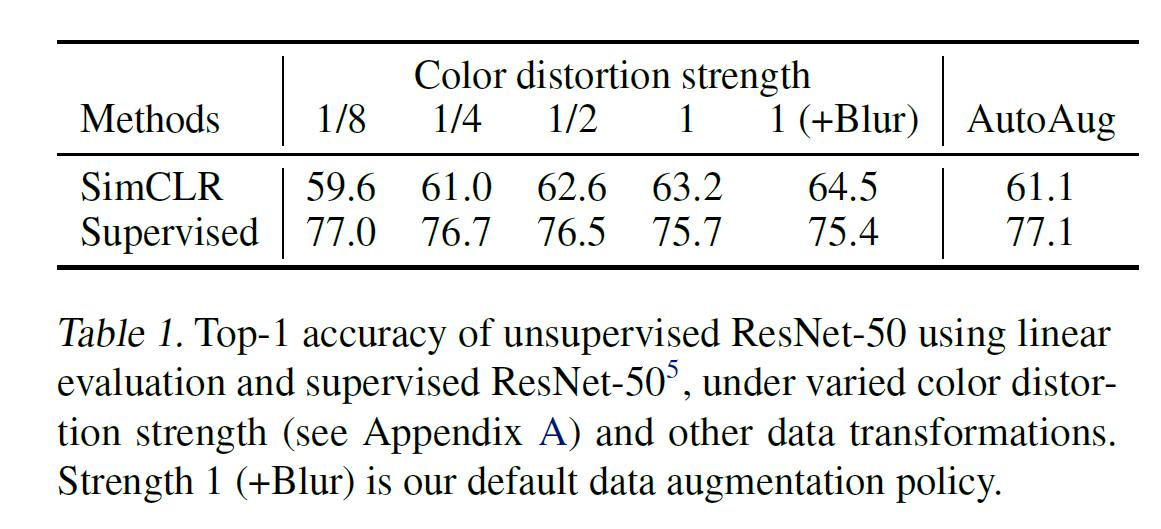 Color distortion strength
Methods 1/8 1/4 1/2 1 1 (+Blur) AutoAug
SimCLR 59.6 61.0 62.6 63.2 64.5 61.1
Supervised 77.0 76.7 76.5 75.7 75.4 77.1
Table 1. Top-1 accuracy of unsupervised ResNet-50 using linear
evaluation and supervised ResNet-50⁵, under varied color distor-
tion strength (see Appendix A) and other data transformations.
Strength 1 (+Blur) is our default data augmentation policy.